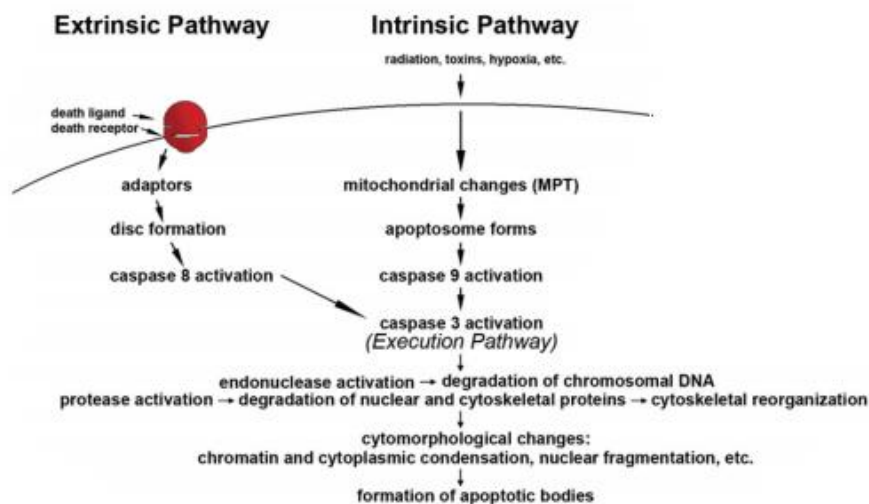 Extrinsic Pathway
Intrinsic Pathway
radiation, toxins, hypoxia, etc.
death ligand
death receptor
adaptors
mitochondrial changes (MPT)
disc formation
apoptosome forms
caspase 8 activation
caspase 9 activation
caspase 3 activation
(Execution Pathway)
endonuclease activation → degradation of chromosomal DNA
protease activation → degradation of nuclear and cytoskeletal proteins → cytoskeletal reorganization
cytomorphological changes:
chromatin and cytoplasmic condensation, nuclear fragmentation, etc.
formation of apoptotic bodies